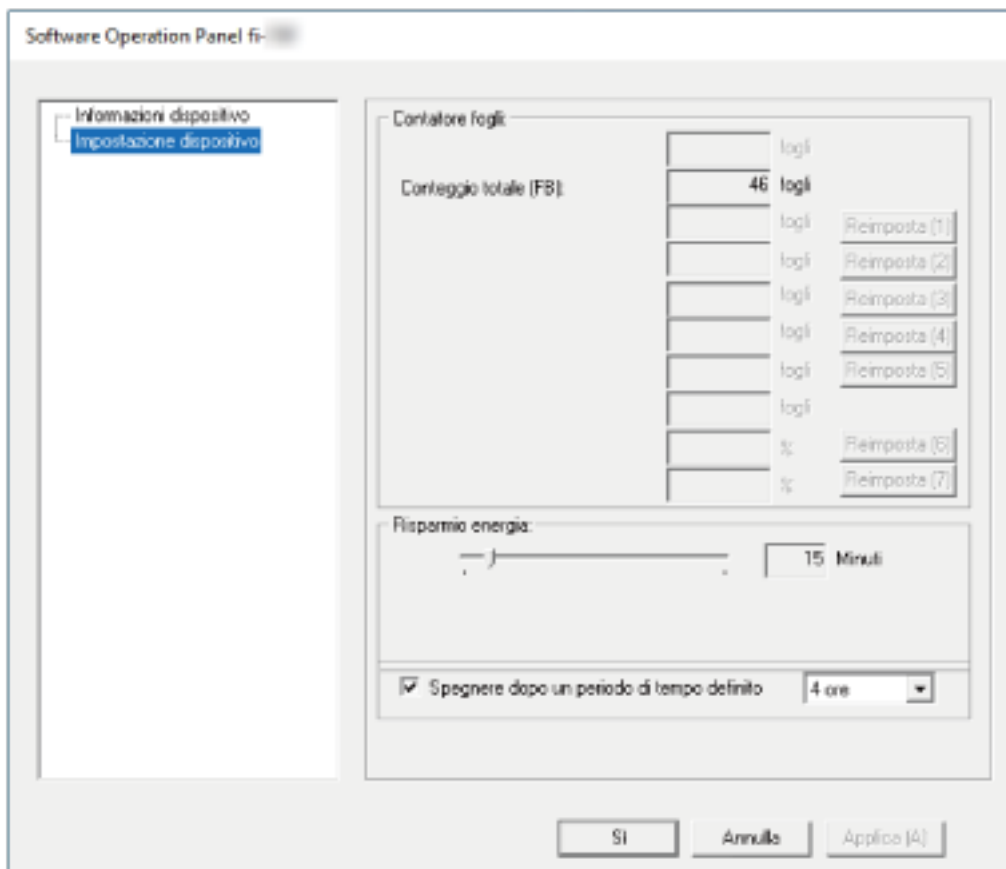 Software Operation Panel fi-
Informazioni dispositivo
Impostazione dispositivo
Contatore fogli:
fogli
Conteggio totale (FB): 46 fogli
fogli Reimposta (1)
fogli Reimposta (2)
fogli Reimposta (3)
fogli Reimposta (4)
fogli Reimposta (5)
fogli
% Reimposta (6)
% Reimposta (7)
Risparmio energia:
15 Minuti
Spegnere dopo un periodo di tempo definito 4 ore
Sì Annulla Applica (A)